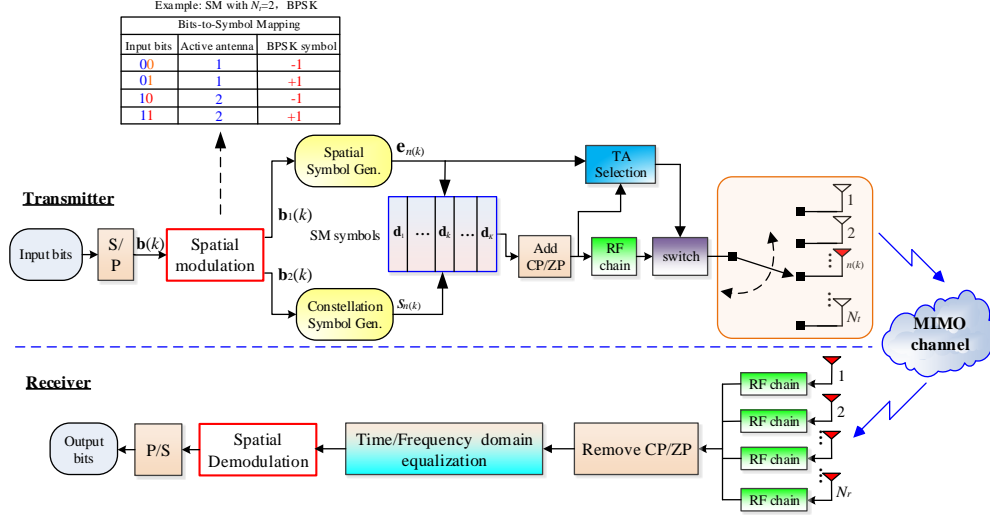 Example: SM with Nt=2, BPSK
Bits-to-Symbol Mapping
Input bits Active antenna BPSK symbol
00 1 -1
01 1 +1
10 2 -1
11 2 +1
Transmitter
Input bits
S/
P
b(k)
Spatial
modulation
b1(k)
b2(k)
Spatial
Symbol Gen.
en(k)
Constellation
Symbol Gen.
sn(k)
SM symbols
d1 ... dk ... dK
Add
CP/ZP
TA
Selection
RF
chain
switch
1
2
n(k)
Nt
MIMO
channel
Receiver
Output
bits
P/S
Spatial
Demodulation
Time/Frequency domain
equalization
Remove CP/ZP
RF chain
RF chain
RF chain
RF chain
1
2
Nr